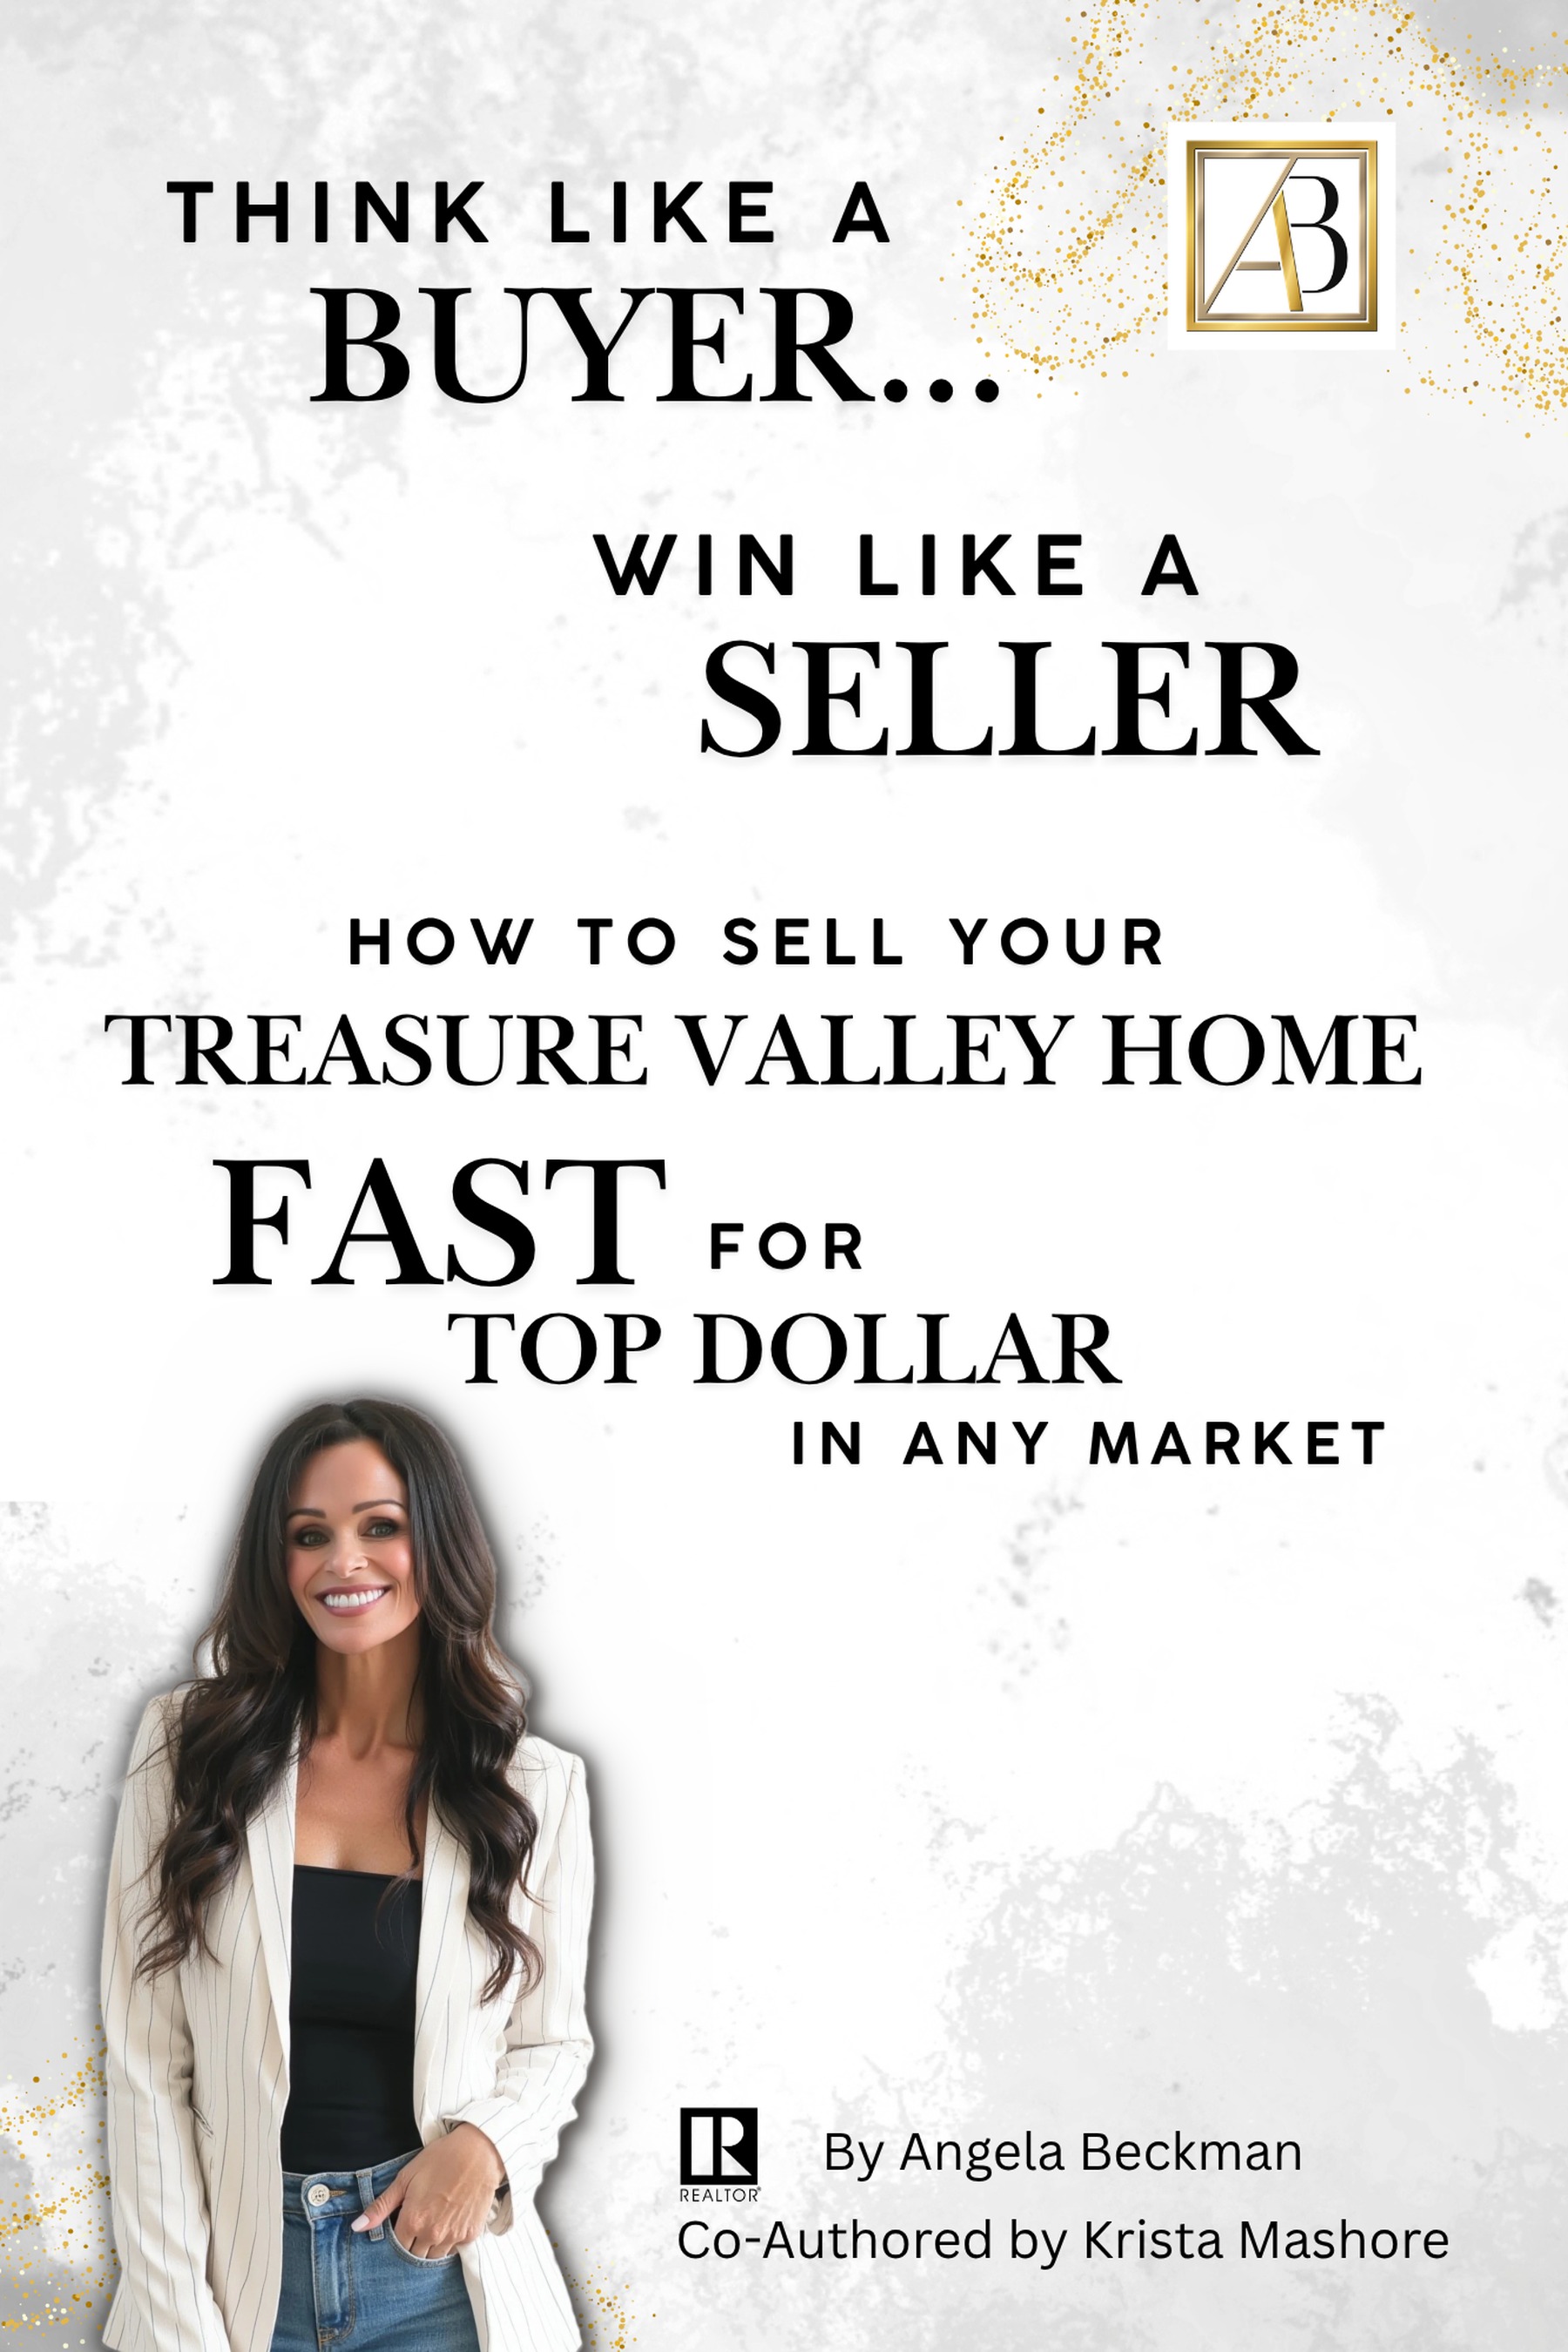 THINK LIKE A
BUYER...
AB
WIN LIKE A
SELLER
HOW TO SELL YOUR
TREASURE VALLEY HOME
FAST FOR
TOP DOLLAR
IN ANY MARKET
R
REALTOR®
By Angela Beckman
Co-Authored by Krista Mashore